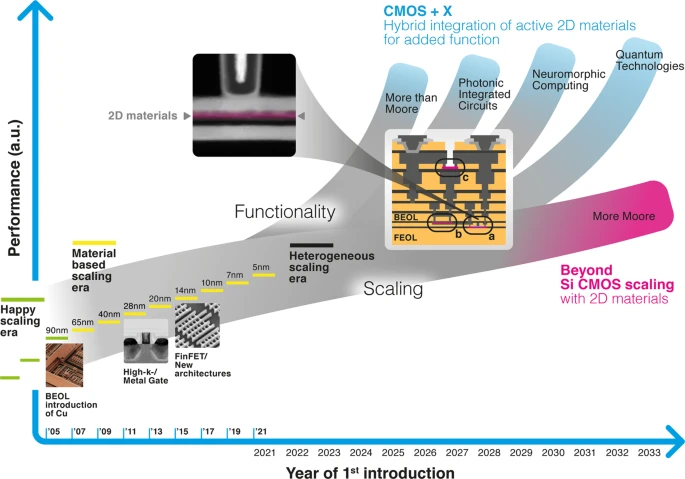 CMOS + X
Hybrid integration of active 2D materials
for added function
Quantum
Technologies
Neuromorphic
Computing
Photonic
Integrated
Circuits
More than
Moore
2D materials
Performance (a.u.)
Functionality
c
BEOL
b
a
FEOL
More Moore
Material
based
scaling
era
Heterogeneous
scaling
era
Beyond
Si CMOS scaling
with 2D materials
Scaling
Happy
scaling
era
90nm
65nm
40nm
28nm
20nm
14nm
10nm
7nm
5nm
High-k-/
Metal Gate
FinFET/
New
architectures
BEOL
introduction
of Cu
'05 '07 '09 '11 '13 '15 '17 '19 '21
2021 2022 2023 2024 2025 2026 2027 2028 2029 2030 2031 2032 2033
Year of 1st introduction